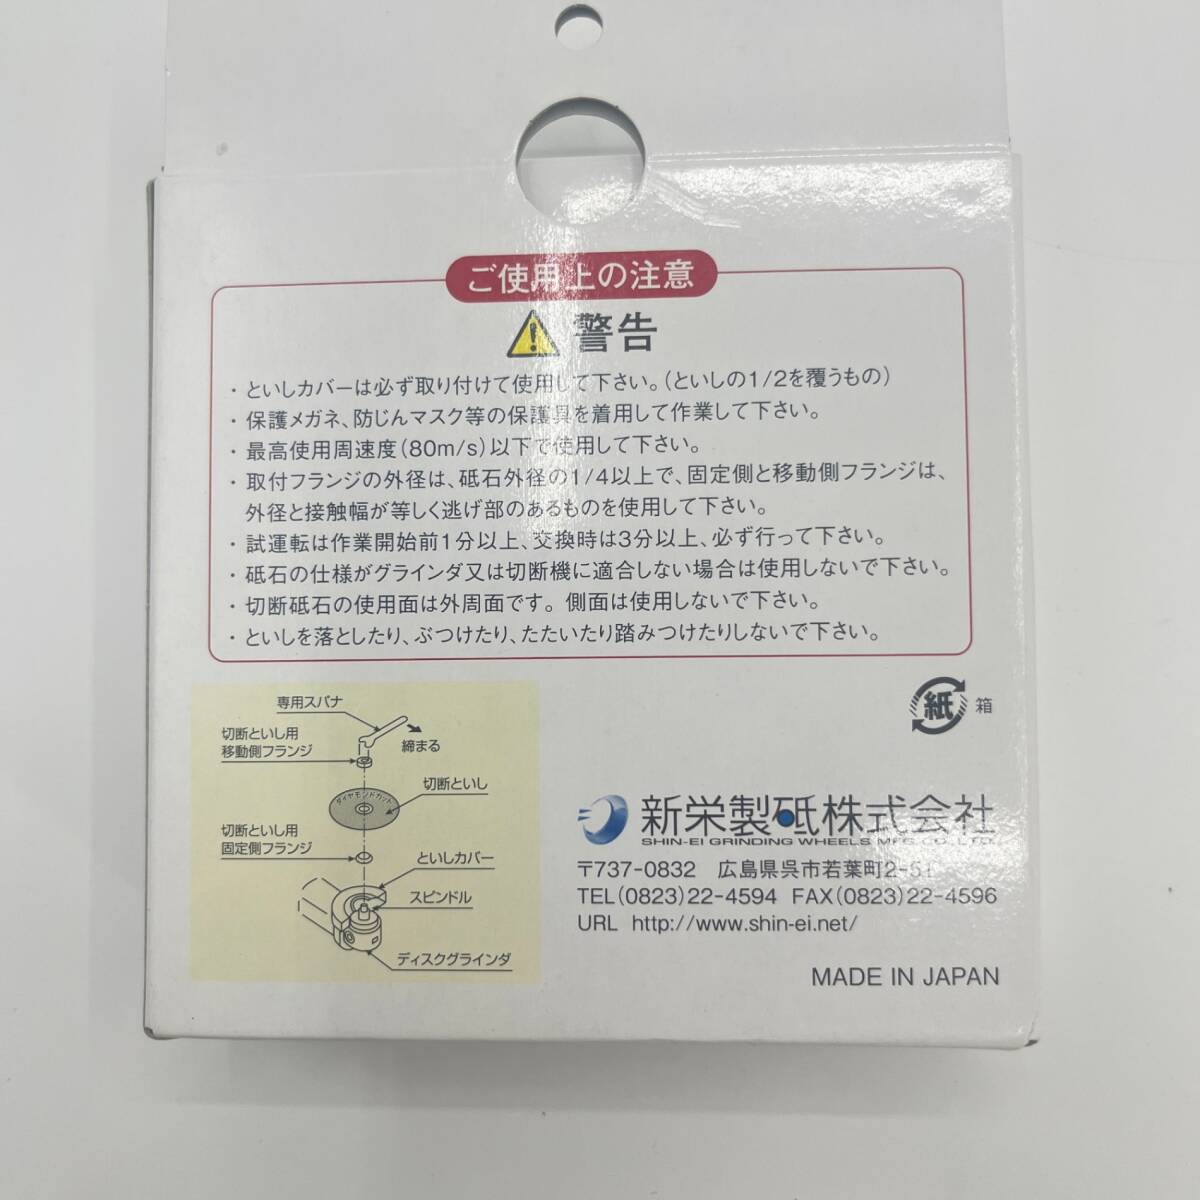 ご使用上の注意
警告
・といしカバーは必ず取り付けて使用して下さい。(といしの1/2を覆うもの)
・保護メガネ、防じんマスク等の保護具を着用して作業して下さい。
・最高使用周速度(80m/s)以下で使用して下さい。
・取付フランジの外径は、砥石外径の1/4以上で、固定側と移動側フランジは、
外径と接触幅が等しく逃げ部のあるものを使用して下さい。
・試運転は作業開始前1分以上、交換時は3分以上、必ず行って下さい。
・砥石の仕様がグラインダ又は切断機に適合しない場合は使用しないで下さい。
・切断砥石の使用面は外周面です。側面は使用しないで下さい。
・といしを落としたり、ぶつけたり、たたいたり踏みつけたりしないで下さい。
専用スパナ
切断といし用
移動側フランジ
締まる
ダイヤモンドカット
切断といし
切断といし用
固定側フランジ
といしカバー
スピンドル
ディスクグラインダ
紙 箱
新栄製砥株式会社
SHIN-EI GRINDING WHEELS MFG. CO., LTD.
〒737-0832 広島県呉市若葉町2-51
TEL(0823)22-4594 FAX(0823)22-4596
URL http://www.shin-ei.net/
MADE IN JAPAN